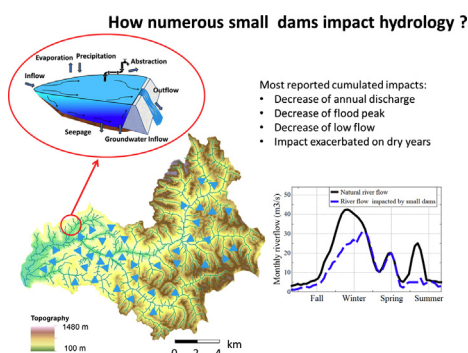 How numerous small dams impact hydrology ?
Evaporation Precipitation
Abstraction
Inflow
Outflow
Seepage
Groundwater Inflow
Most reported cumulated impacts:
• Decrease of annual discharge
• Decrease of flood peak
• Decrease of low flow
• Impact exacerbated on dry years
Natural river flow
River flow impacted by small dams
Monthly riverflow (m3/s)
50
40
30
20
10
0
Fall Winter Spring Summer
Topography
1480 m
100 m
0 2 4 km